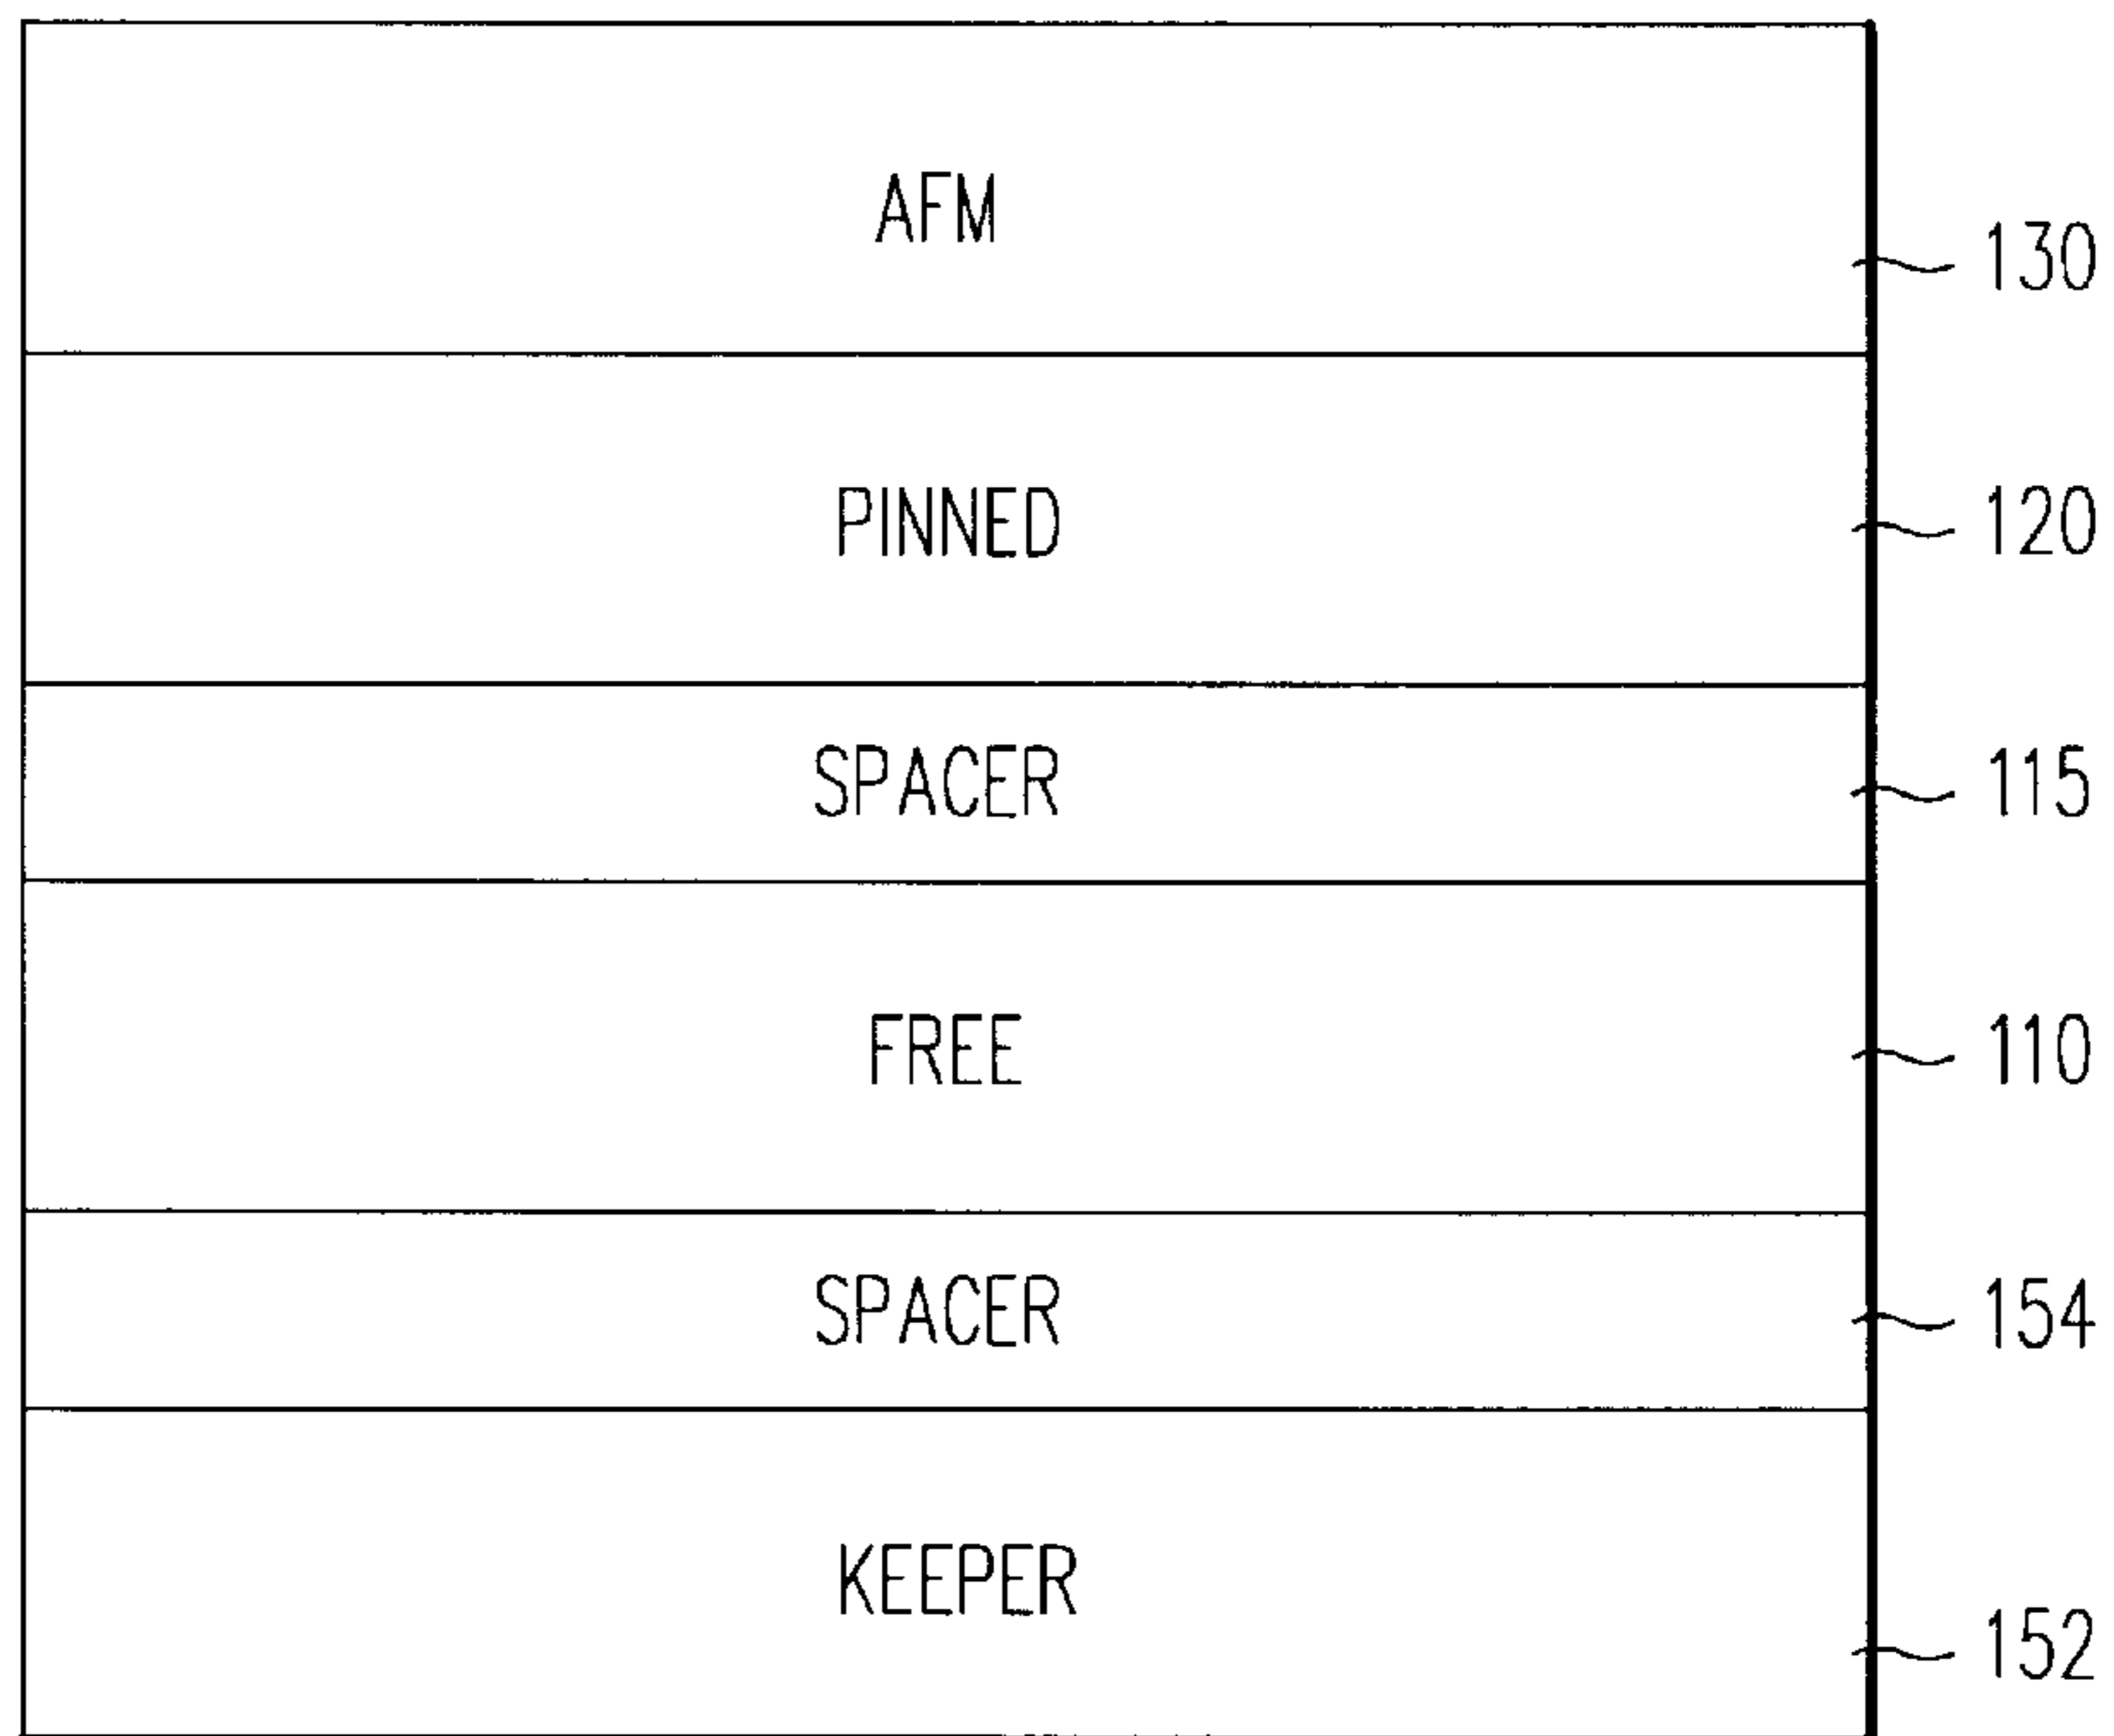 AFM
130
PINNED
120
SPACER
115
FREE
110
SPACER
154
KEEPER
152